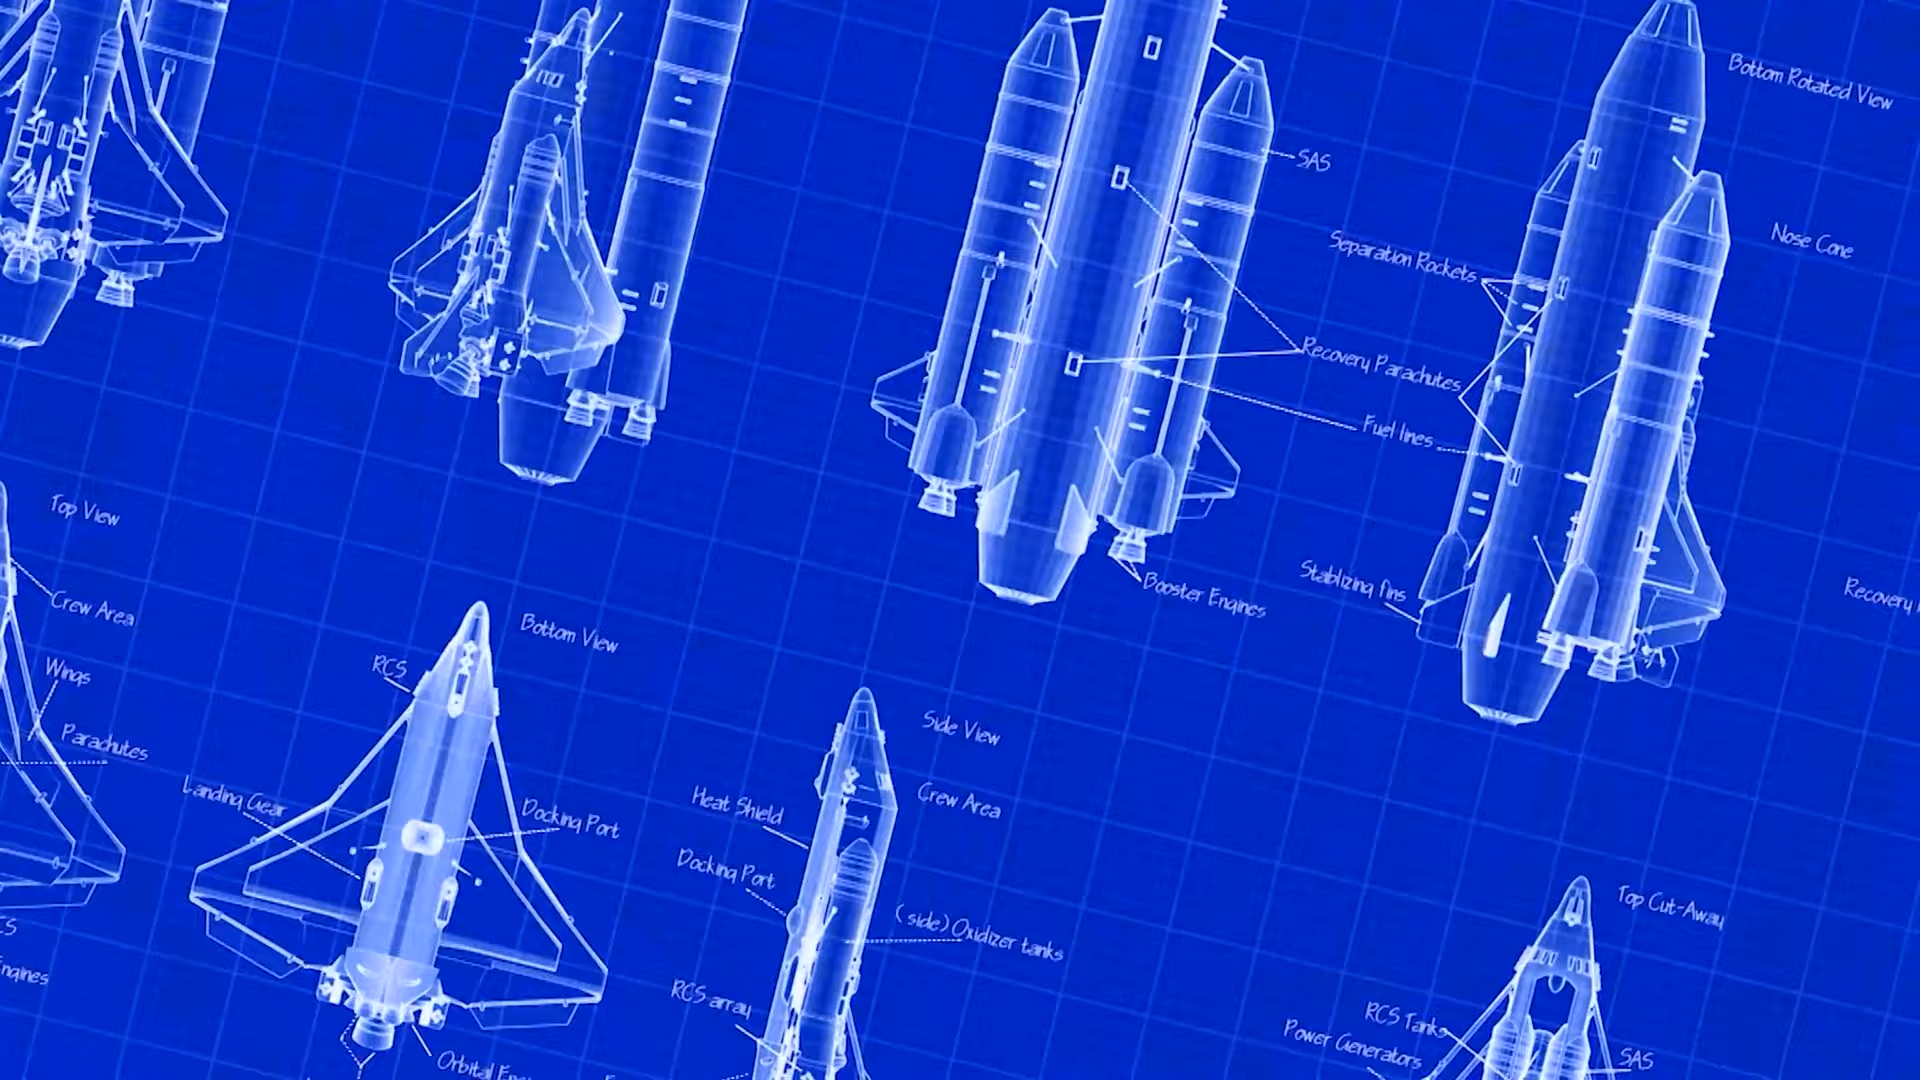 Bottom Rotated View
SAS
Nose Cone
Separation Rockets
Recovery Parachutes
Fuel lines
Stablizing fins
Booster Engines
Recovery
Top View
Crew Area
Wings
Parachutes
Bottom View
RCS
Landing Gear
Docking Port
Side View
Heat Shield
Crew Area
Docking Port
(side) Oxidizer tanks
RCS array
Orbital
Top Cut-Away
RCS Tanks
Power Generators
SAS